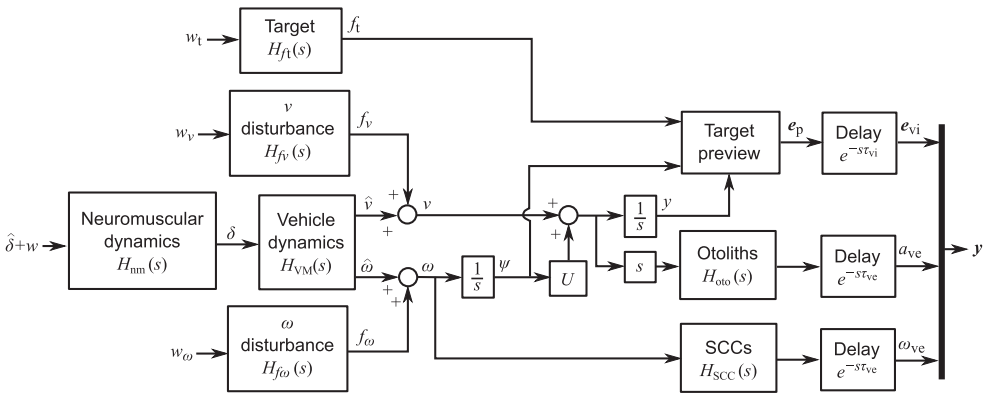 Target
H_ft(s)
w_t
f_t
v
disturbance
H_fv(s)
w_v
f_v
Target
preview
e_p
Delay
e^{-sτ_vi}
e_vi
Neuromuscular
dynamics
H_nm(s)
δ̂+w
δ
Vehicle
dynamics
H_VM(s)
v̂
+
+
v
+
+
1/s
y
ω̂
+
+
ω
1/s
ψ
U
s
Otoliths
H_oto(s)
Delay
e^{-sτ_ve}
a_ve
y
ω
disturbance
H_fω(s)
w_ω
f_ω
SCCs
H_SCC(s)
Delay
e^{-sτ_ve}
ω_ve